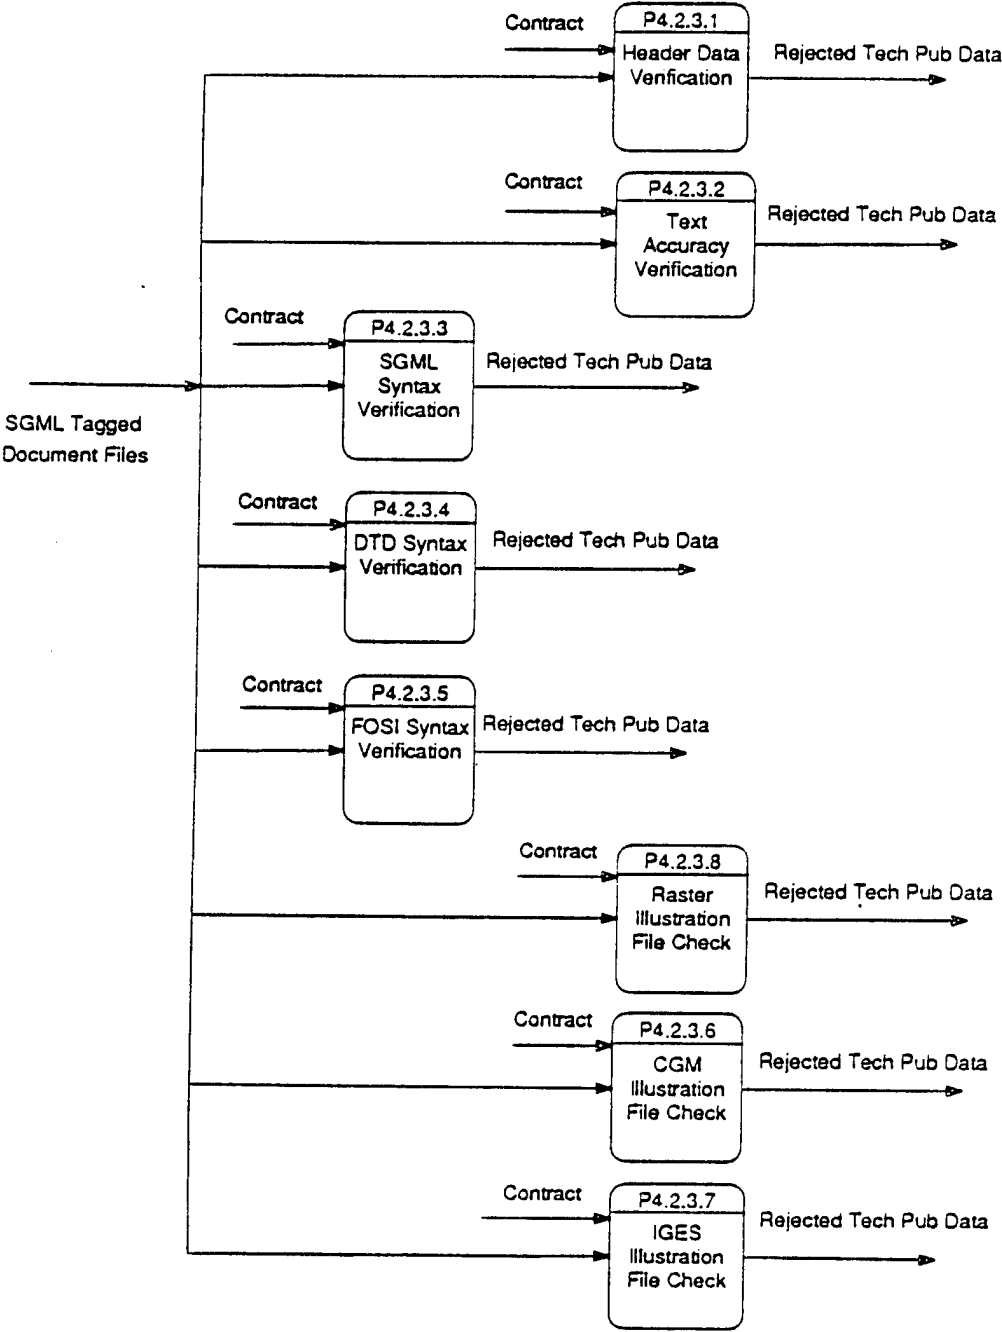 Contract
P4.2.3.1
Header Data
Verification
Rejected Tech Pub Data
Contract
P4.2.3.2
Text
Accuracy
Verification
Rejected Tech Pub Data
Contract
P4.2.3.3
SGML
Syntax
Verification
Rejected Tech Pub Data
SGML Tagged
Document Files
Contract
P4.2.3.4
DTD Syntax
Verification
Rejected Tech Pub Data
Contract
P4.2.3.5
FOSI Syntax
Verification
Rejected Tech Pub Data
Contract
P4.2.3.8
Raster
Illustration
File Check
Rejected Tech Pub Data
Contract
P4.2.3.6
CGM
Illustration
File Check
Rejected Tech Pub Data
Contract
P4.2.3.7
IGES
Illustration
File Check
Rejected Tech Pub Data